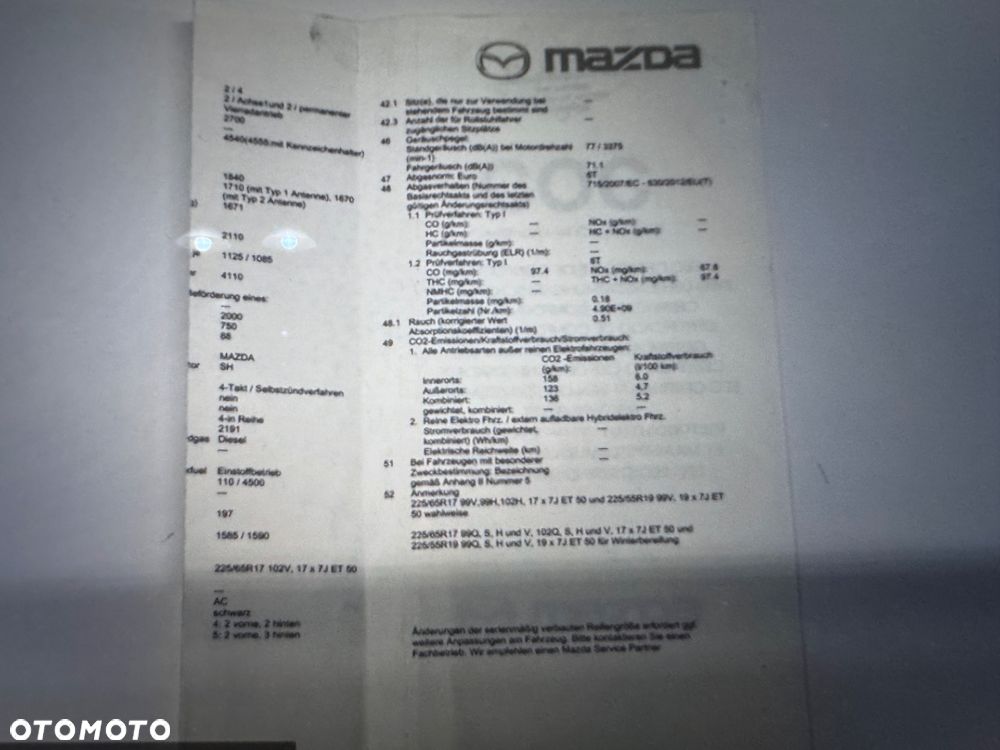 mazda
2 / 4
2 / Achse1und 2 / permanenter
Vierradantrieb
2700
—
4540(4555;mit Kennzeichenhalter)
1840
1710 (mit Typ 1 Antenne), 1670
(mit Typ 2 Antenne)
1671
2110
1125 / 1085
4110
eförderung eines:
—
2000
750
68
MAZDA
tor SH
4-Takt / Selbstzündverfahren
nein
nein
4-in Reihe
2191
dgas Diesel
—
Einstoffbetrieb
110 / 4500
—
197
1585 / 1590
225/65R17 102V, 17 x 7J ET 50
—
AC
schwarz
4: 2 vorne, 2 hinten
5: 2 vorne, 3 hinten
42.1 Sitz(e), die nur zur Verwendung bei —
stehendem Fahrzeug bestimmt sind
42.3 Anzahl der für Rollstuhlfahrer —
zugänglichen Sitzplätze
46 Geräuschpegel:
Standgeräusch (dB(A)) bei Motordrehzahl 77 / 3375
(min-1)
Fahrgeräusch (dB(A)) 71.1
47 Abgasnorm: Euro 6T
48 Abgasverhalten (Nummer des 715/2007/EC - 630/2012/EU(T)
Basisrechtsakts und des letzten
gültigen Änderungsrechtsakts)
1.1 Prüfverfahren: Typ I
CO (g/km): — NOx (g/km): —
HC (g/km): — HC + NOx (g/km): —
Partikelmasse (g/km): —
Rauchgastrübung (ELR) (1/m): —
1.2 Prüfverfahren: Typ I 6T
CO (mg/km): 97.4 NOx (mg/km): 67.6
THC (mg/km): — THC + NOx (mg/km): 97.4
NMHC (mg/km): —
Partikelmasse (mg/km): 0.18
Partikelzahl (Nr./km): 4.90E+09
48.1 Rauch (korrigierter Wert 0.51
Absorptionskoeffizienten) (1/m)
49 CO2-Emissionen/Kraftstoffverbrauch/Stromverbrauch:
1. Alle Antriebsarten außer reinen Elektrofahrzeugen:
CO2 -Emissionen Kraftstoffverbrauch
(g/km): (l/100 km):
Innerorts: 158 6.0
Außerorts: 123 4.7
Kombiniert: 136 5.2
gewichtet, kombiniert: — —
2. Reine Elektro Fhrz. / extern aufladbare Hybridelektro Fhrz.
Stromverbrauch (gewichtet, —
kombiniert) (Wh/km)
Elektrische Reichweite (km) —
51 Bei Fahrzeugen mit besonderer —
Zweckbestimmung: Bezeichnung
gemäß Anhang II Nummer 5
52 Anmerkung
225/65R17 99V,99H,102H, 17 x 7J ET 50 und 225/55R19 99V, 19 x 7J ET
50 wahlweise
225/65R17 99Q, S, H und V, 102Q, S, H und V, 17 x 7J ET 50 und
225/55R19 99Q, S, H und V, 19 x 7J ET 50 für Winterbereifung
Änderungen der serienmäßig verbauten Reifengröße erfordert ggf.
weitere Anpassungen am Fahrzeug. Bitte kontaktieren Sie einen
Fachbetrieb. Wir empfehlen einen Mazda Service Partner
OTOMOTO